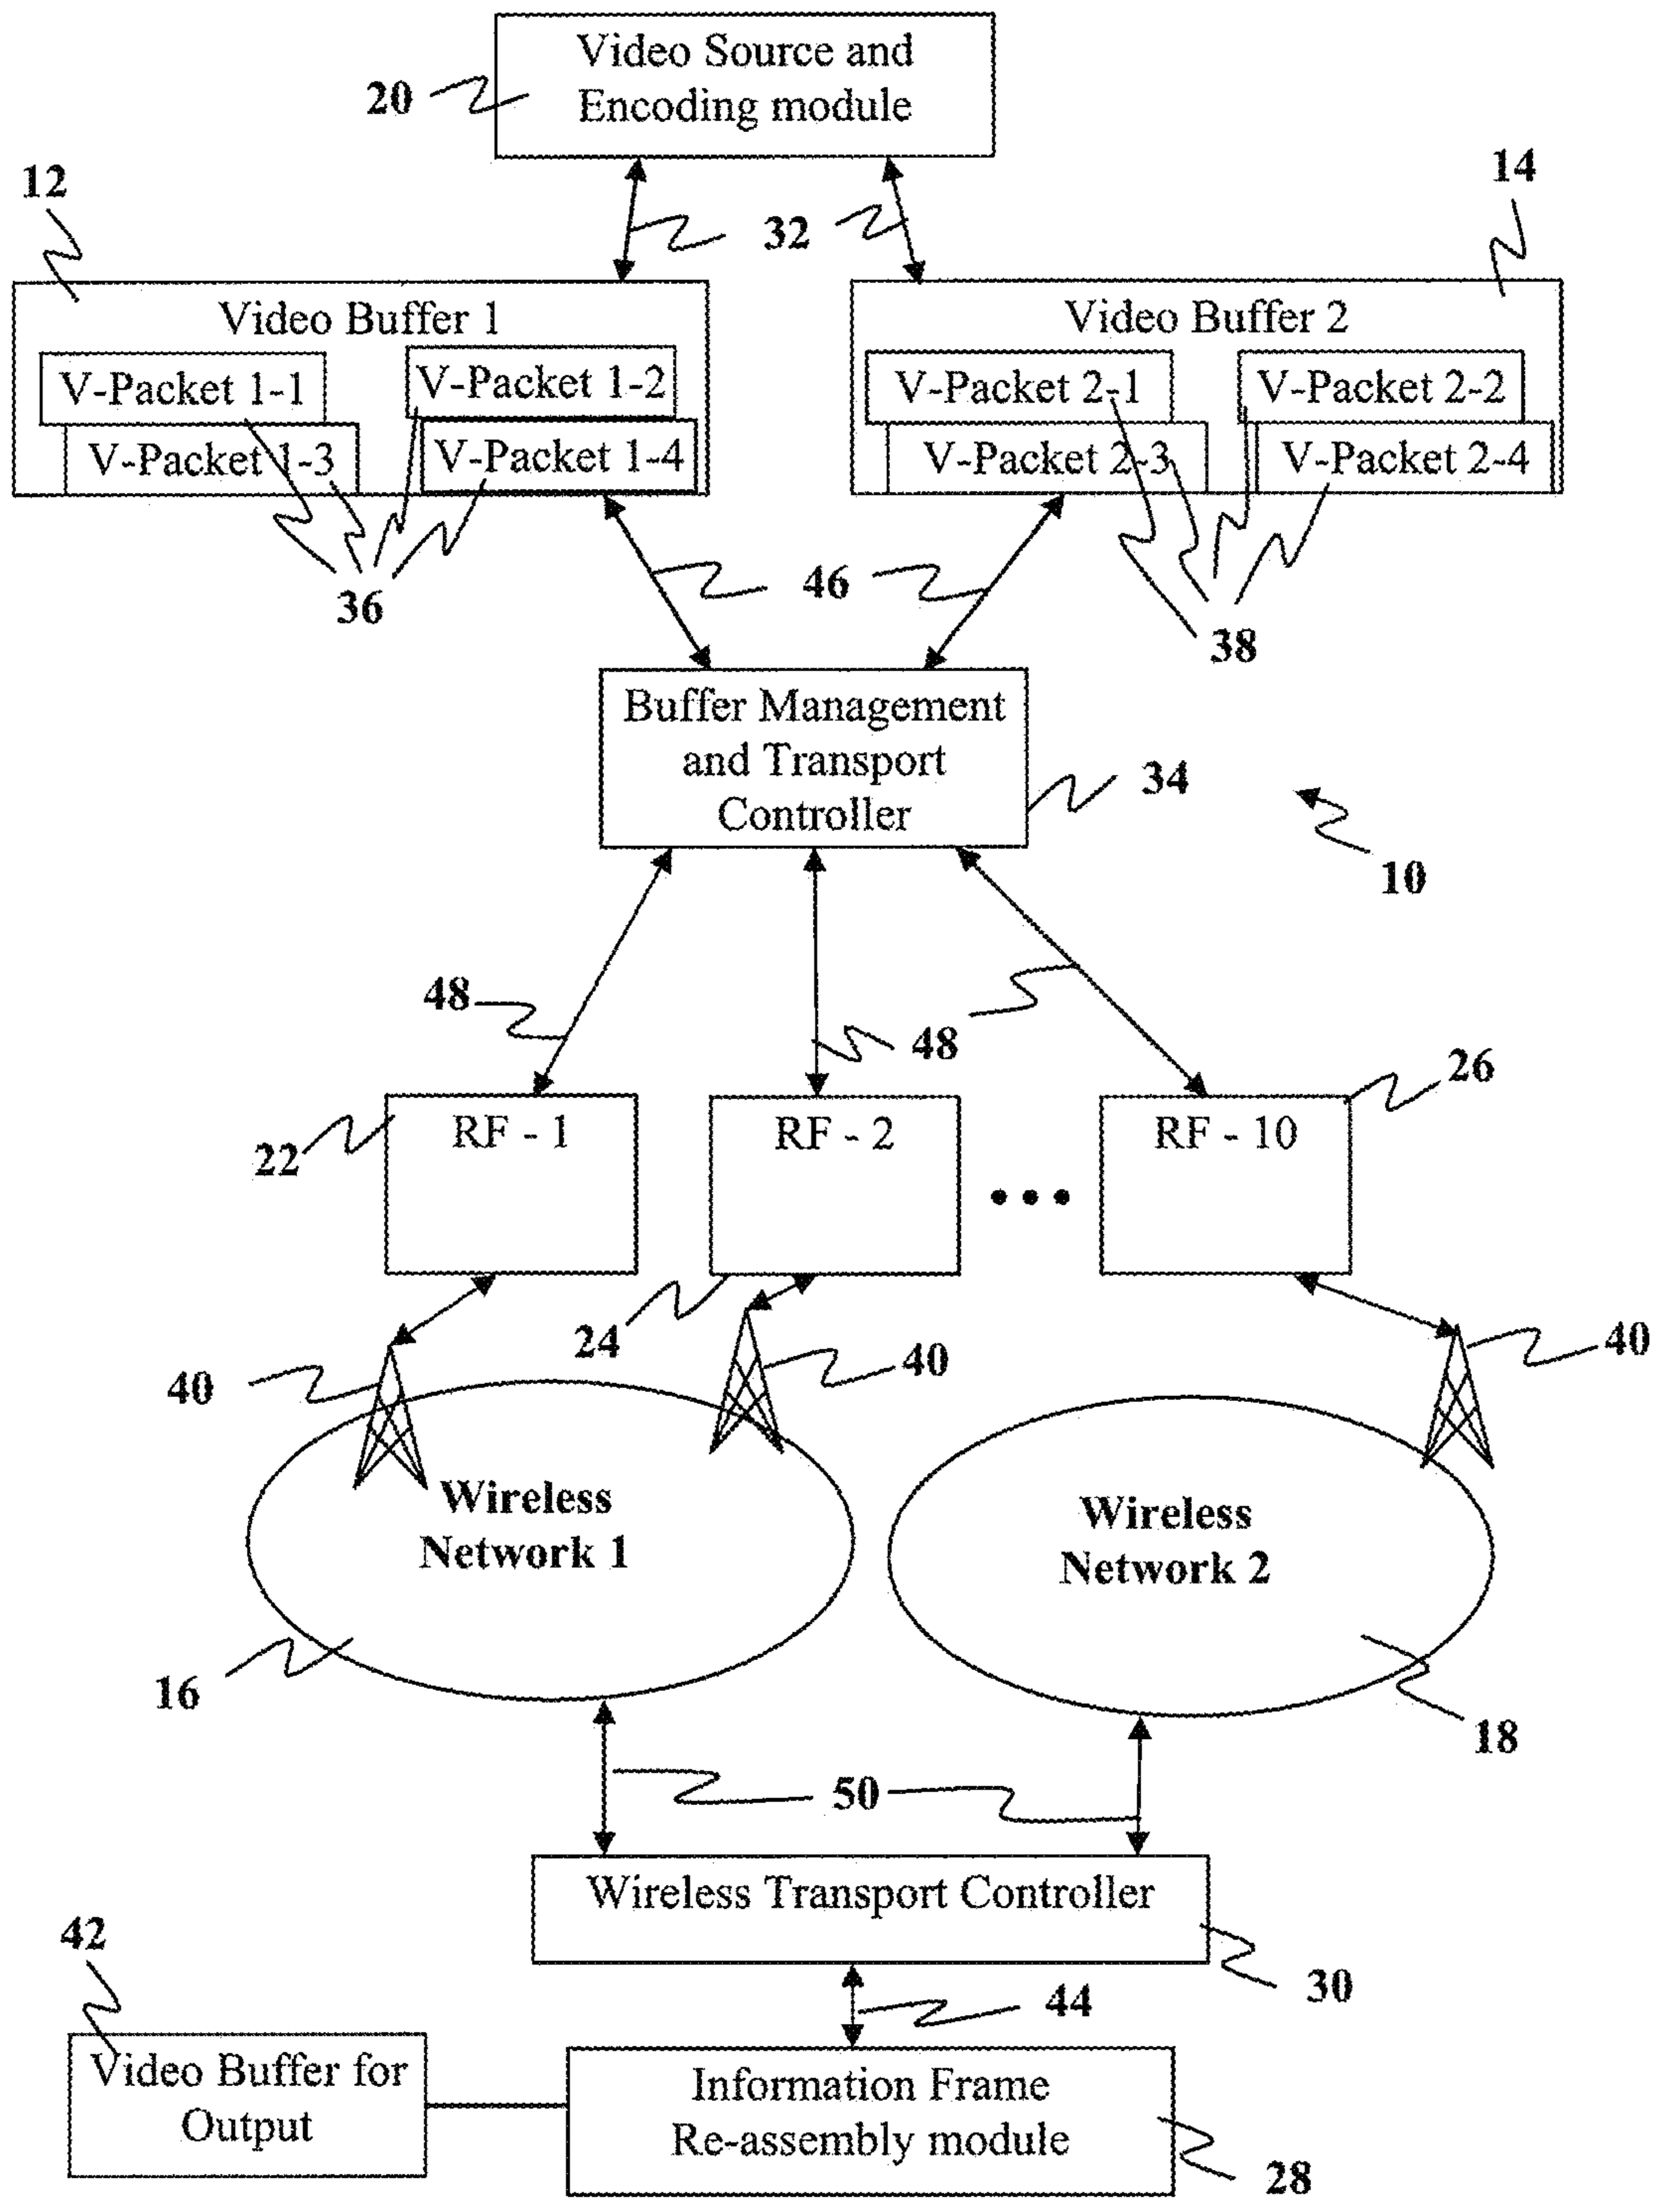 Video Source and
Encoding module
20
12
14
32
Video Buffer 1
V-Packet 1-1
V-Packet 1-2
V-Packet 1-3
V-Packet 1-4
Video Buffer 2
V-Packet 2-1
V-Packet 2-2
V-Packet 2-3
V-Packet 2-4
36
46
38
Buffer Management
and Transport
Controller
34
10
48
48
26
22
RF - 1
RF - 2
RF - 10
24
40
40
40
Wireless
Network 1
Wireless
Network 2
16
18
50
Wireless Transport Controller
30
42
44
Video Buffer for
Output
Information Frame
Re-assembly module
28